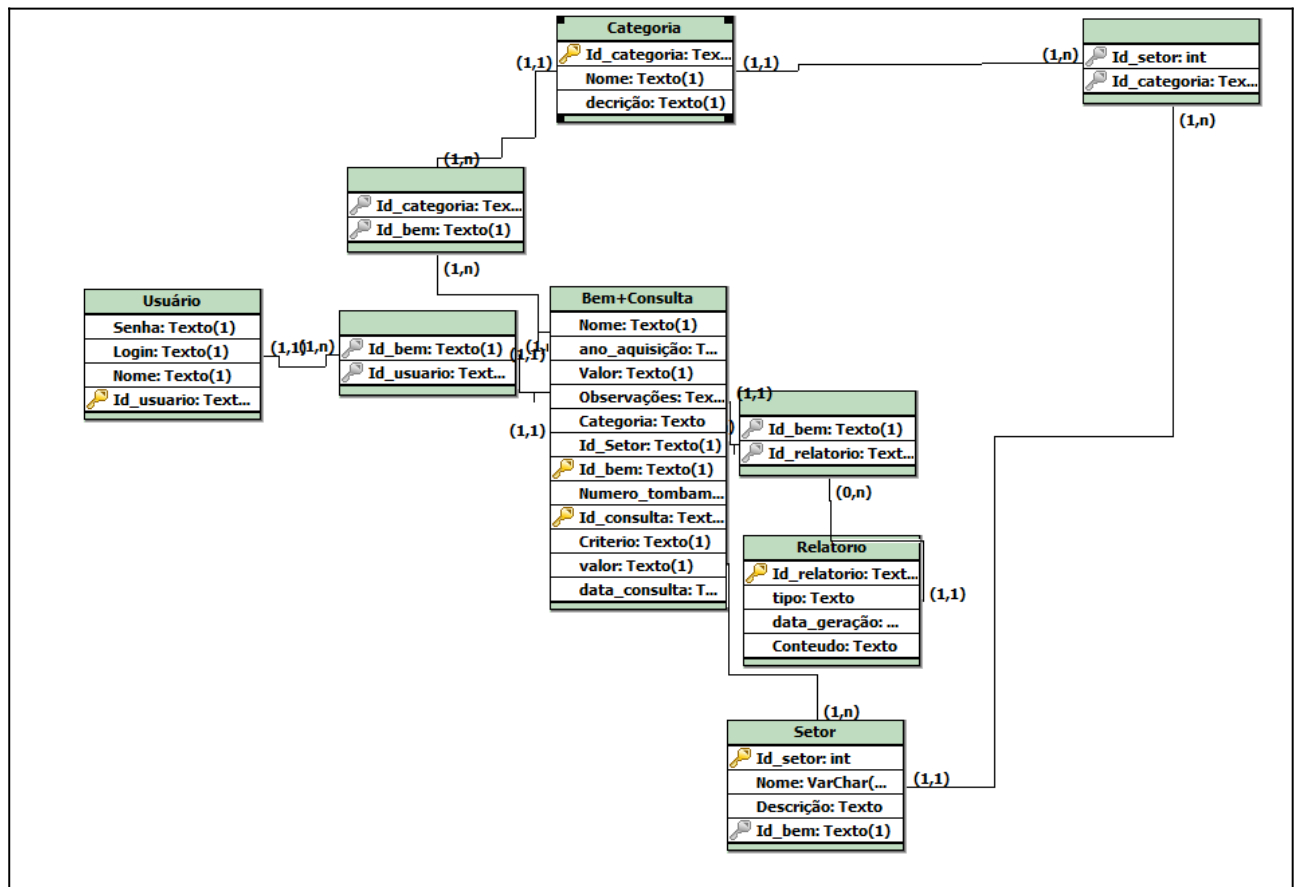 Categoria
Id_categoria: Tex...
Nome: Texto(1)
decrição: Texto(1)
(1,1)
(1,1)
(1,n)
Id_setor: int
Id_categoria: Tex...
(1,n)
(1,n)
Id_categoria: Tex...
Id_bem: Texto(1)
(1,n)
Usuário
Senha: Texto(1)
Login: Texto(1)
Nome: Texto(1)
Id_usuario: Text...
(1,1)
(1,n)
Id_bem: Texto(1)
Id_usuario: Text...
(1,1)
(1,1)
Bem+Consulta
Nome: Texto(1)
ano_aquisição: T...
Valor: Texto(1)
Observações: Tex...
Categoria: Texto
Id_Setor: Texto(1)
Id_bem: Texto(1)
Numero_tombam...
Id_consulta: Text...
Criterio: Texto(1)
valor: Texto(1)
data_consulta: T...
(1,1)
Id_bem: Texto(1)
Id_relatorio: Text...
(0,n)
Relatorio
Id_relatorio: Text...
tipo: Texto
data_geração: ...
Conteudo: Texto
(1,1)
(1,n)
Setor
Id_setor: int
Nome: VarChar(...
Descrição: Texto
Id_bem: Texto(1)
(1,1)